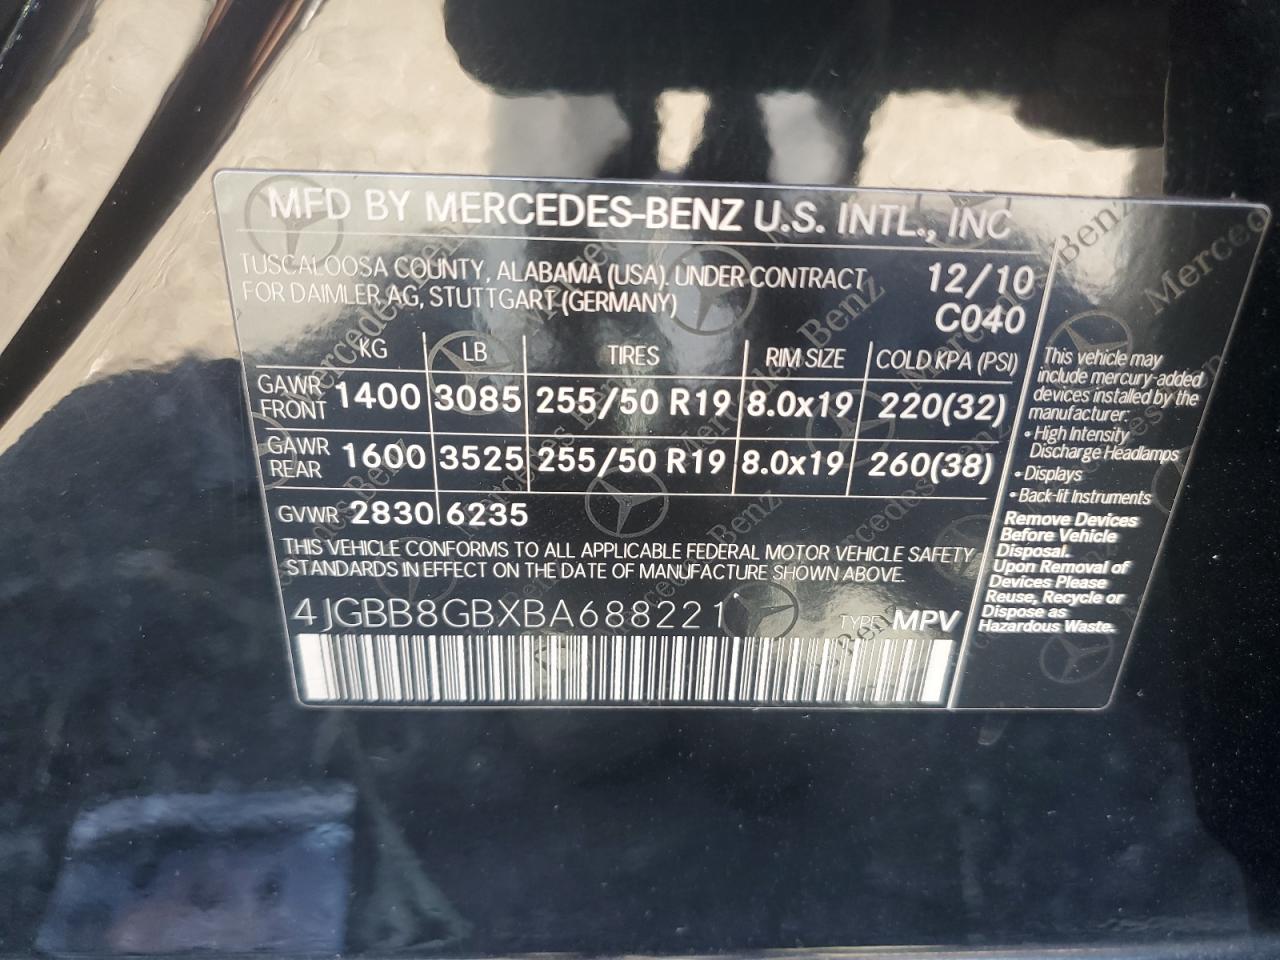 MFD BY MERCEDES-BENZ U.S. INTL., INC
TUSCALOOSA COUNTY, ALABAMA (USA). UNDER CONTRACT
FOR DAIMLER AG, STUTTGART (GERMANY)
12/10
C040
KG LB TIRES RIM SIZE COLD KPA (PSI)
GAWR FRONT 1400 3085 255/50 R19 8.0x19 220(32)
GAWR REAR 1600 3525 255/50 R19 8.0x19 260(38)
GVWR 2830 6235
THIS VEHICLE CONFORMS TO ALL APPLICABLE FEDERAL MOTOR VEHICLE SAFETY
STANDARDS IN EFFECT ON THE DATE OF MANUFACTURE SHOWN ABOVE.
4JGBB8GBXBA688221 TYPE: MPV
This vehicle may
include mercury-added
devices installed by the
manufacturer:
• High Intensity
Discharge Headlamps
• Displays
• Back-lit Instruments
Remove Devices
Before Vehicle
Disposal.
Upon Removal of
Devices Please
Reuse, Recycle or
Dispose as
Hazardous Waste.